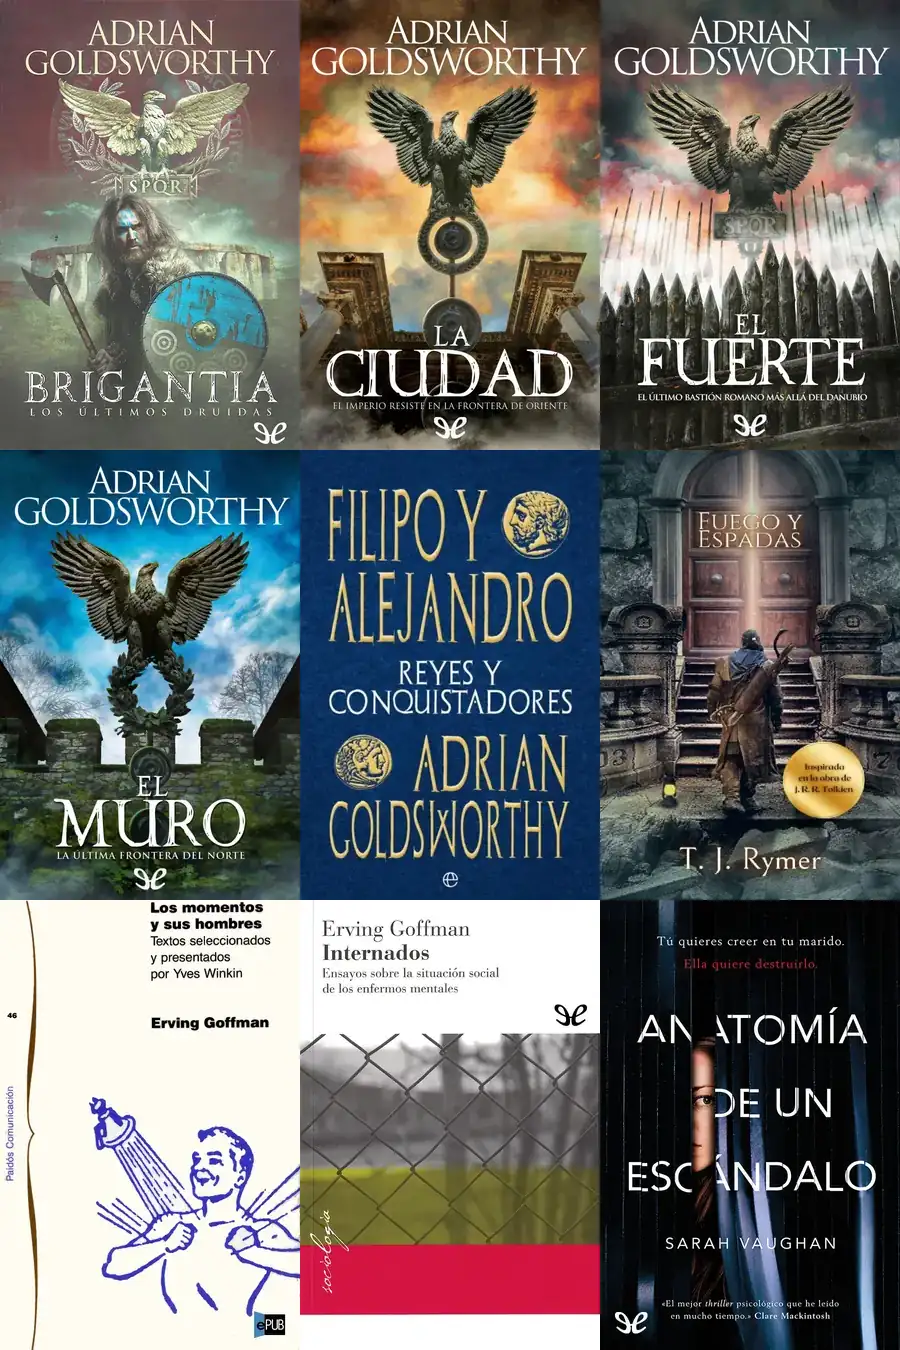 ADRIAN
GOLDSWORTHY
SPQR
BRIGANTIA
LOS ÚLTIMOS DRUIDAS
ADRIAN
GOLDSWORTHY
LA
CIUDAD
EL IMPERIO RESISTE EN LA FRONTERA DE ORIENTE
ADRIAN
GOLDSWORTHY
SPQR
EL
FUERTE
EL ÚLTIMO BASTIÓN ROMANO MÁS ALLÁ DEL DANUBIO
ADRIAN
GOLDSWORTHY
EL
MURO
LA ÚLTIMA FRONTERA DEL NORTE
FILIPO Y
ALEJANDRO
REYES Y
CONQUISTADORES
ADRIAN
GOLDSWORTHY
e
FUEGO Y
ESPADAS
Inspirada
en la obra de
J. R. R. Tolkien
T. J. Rymer
Los momentos
y sus hombres
Textos seleccionados
y presentados
por Yves Winkin
46
Erving Goffman
Paidós Comunicación
ePUB
Erving Goffman
Internados
Ensayos sobre la situación social
de los enfermos mentales
sociología
Tú quieres creer en tu marido.
Ella quiere destruirlo.
ANATOMÍA
DE UN
ESCÁNDALO
SARAH VAUGHAN
«El mejor thriller psicológico que he leído
en mucho tiempo.» Clare Mackintosh